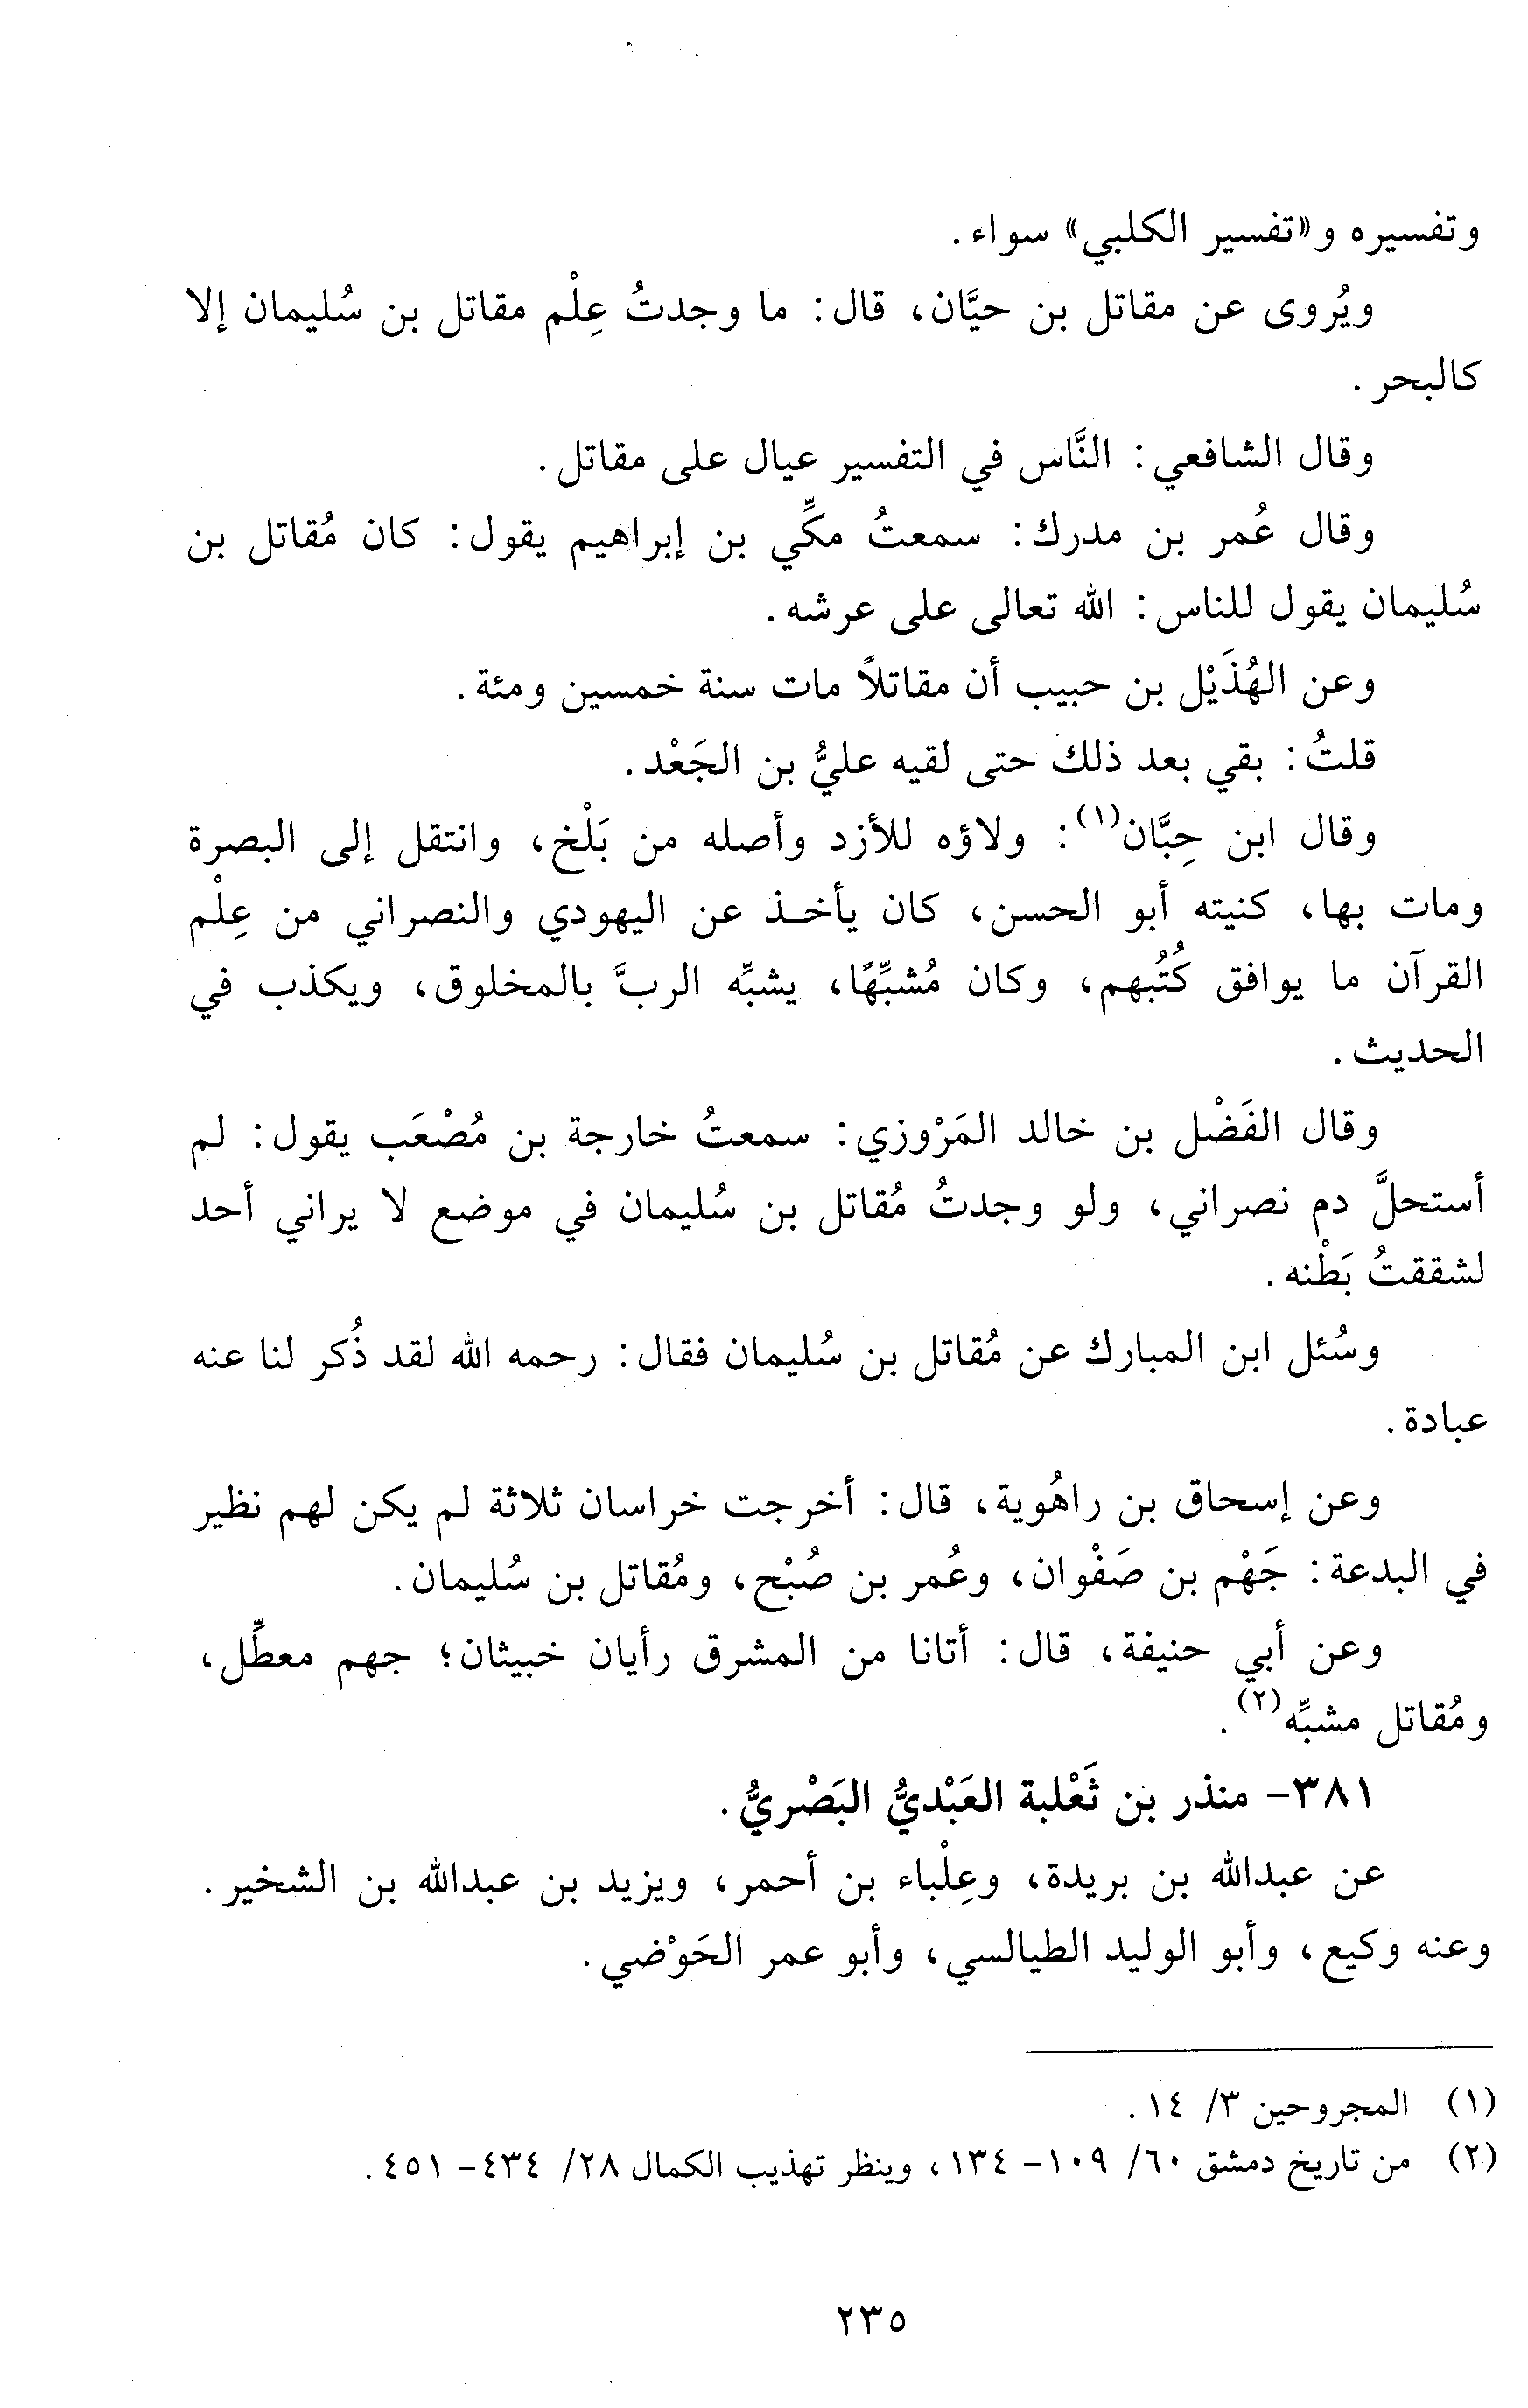 وتفسيره و«تفسير الكلبي» سواء.
ويُروى عن مقاتل بن حيَّان، قال: ما وجدتُ عِلْم مقاتل بن سُليمان إلا
كالبحر.
وقال الشافعي: النَّاس في التفسير عيال على مقاتل.
وقال عُمر بن مدرك: سمعتُ مكِّي بن إبراهيم يقول: كان مُقاتل بن
سُليمان يقول للناس: الله تعالى على عرشه.
وعن الهُذَيْل بن حبيب أن مقاتلاً مات سنة خمسين ومئة.
قلتُ: بقي بعد ذلك حتى لقيه عليُّ بن الجَعْد.
وقال ابن حِبَّان(١): ولاؤه للأزد وأصله من بَلْخ، وانتقل إلى البصرة
ومات بها، كنيته أبو الحسن، كان يأخذ عن اليهودي والنصراني من عِلْم
القرآن ما يوافق كُتُبهم، وكان مُشبِّهًا، يشبِّه الربَّ بالمخلوق، ويكذب في
الحديث.
وقال الفَضْل بن خالد المَرْوزي: سمعتُ خارجة بن مُصْعَب يقول: لم
أستحلَّ دم نصراني، ولو وجدتُ مُقاتل بن سُليمان في موضع لا يراني أحد
لشققتُ بَطْنه.
وسُئل ابن المبارك عن مُقاتل بن سُليمان فقال: رحمه الله لقد ذُكر لنا عنه
عبادة.
وعن إسحاق بن راهُوية، قال: أخرجت خراسان ثلاثة لم يكن لهم نظير
في البدعة: جَهْم بن صَفْوان، وعُمر بن صُبْح، ومُقاتل بن سُليمان.
وعن أبي حنيفة، قال: أتانا من المشرق رأيان خبيثان؛ جهم معطِّل،
ومُقاتل مشبِّه(٢).
٣٨١- منذر بن ثَعْلبة العَبْديُّ البَصْريُّ.
عن عبدالله بن بريدة، وعِلْباء بن أحمر، ويزيد بن عبدالله بن الشخير.
وعنه وكيع، وأبو الوليد الطيالسي، وأبو عمر الحَوْضي.
(١) المجروحين ٣/ ١٤.
(٢) من تاريخ دمشق ٦٠/ ١٠٩- ١٣٤، وينظر تهذيب الكمال ٢٨/ ٤٣٤- ٤٥١.
٢٣٥